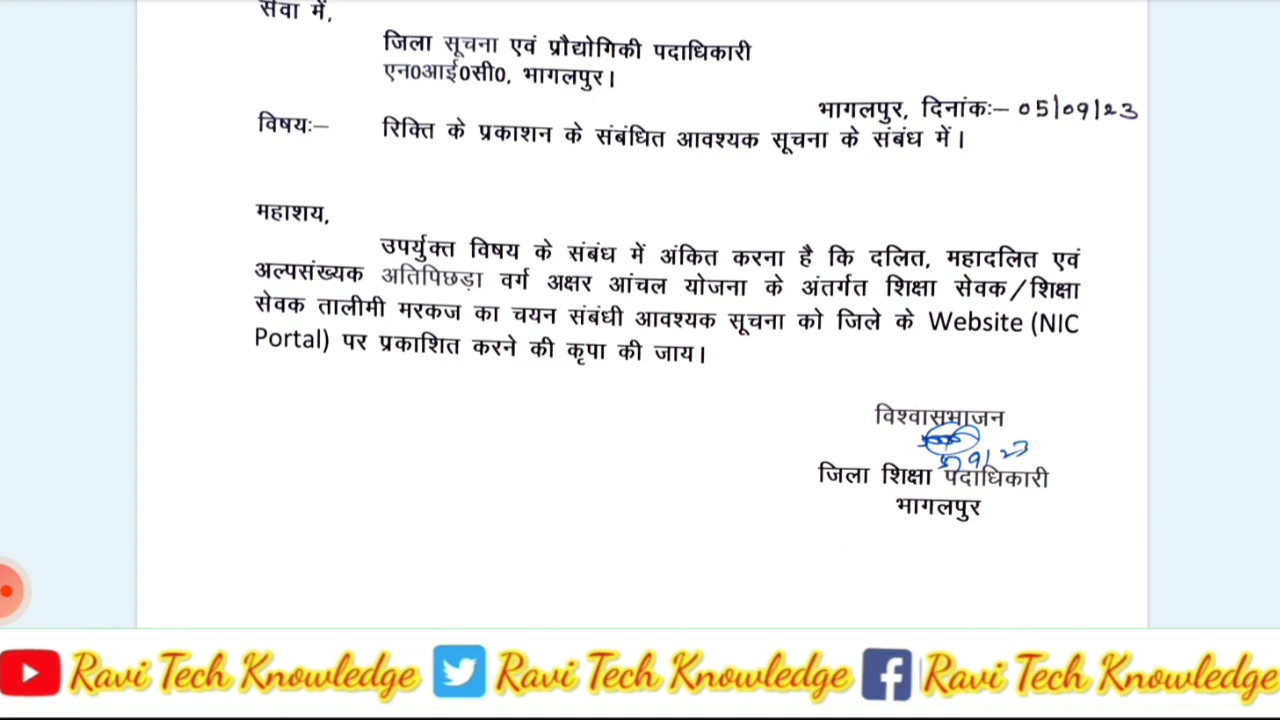 सेवा में,
जिला सूचना एवं प्रौद्योगिकी पदाधिकारी
एन0आई0सी0, भागलपुर।
भागलपुर, दिनांकः– 05/09/23
विषयः– रिक्ति के प्रकाशन के संबंधित आवश्यक सूचना के संबंध में।
महाशय,
उपर्युक्त विषय के संबंध में अंकित करना है कि दलित, महादलित एवं
अल्पसंख्यक अतिपिछड़ा वर्ग अक्षर आंचल योजना के अंतर्गत शिक्षा सेवक/शिक्षा
सेवक तालीमी मरकज का चयन संबंधी आवश्यक सूचना को जिले के Website (NIC
Portal) पर प्रकाशित करने की कृपा की जाय।
विश्वासभाजन
जिला शिक्षा पदाधिकारी
भागलपुर
Ravi Tech Knowledge Ravi Tech Knowledge Ravi Tech Knowledge